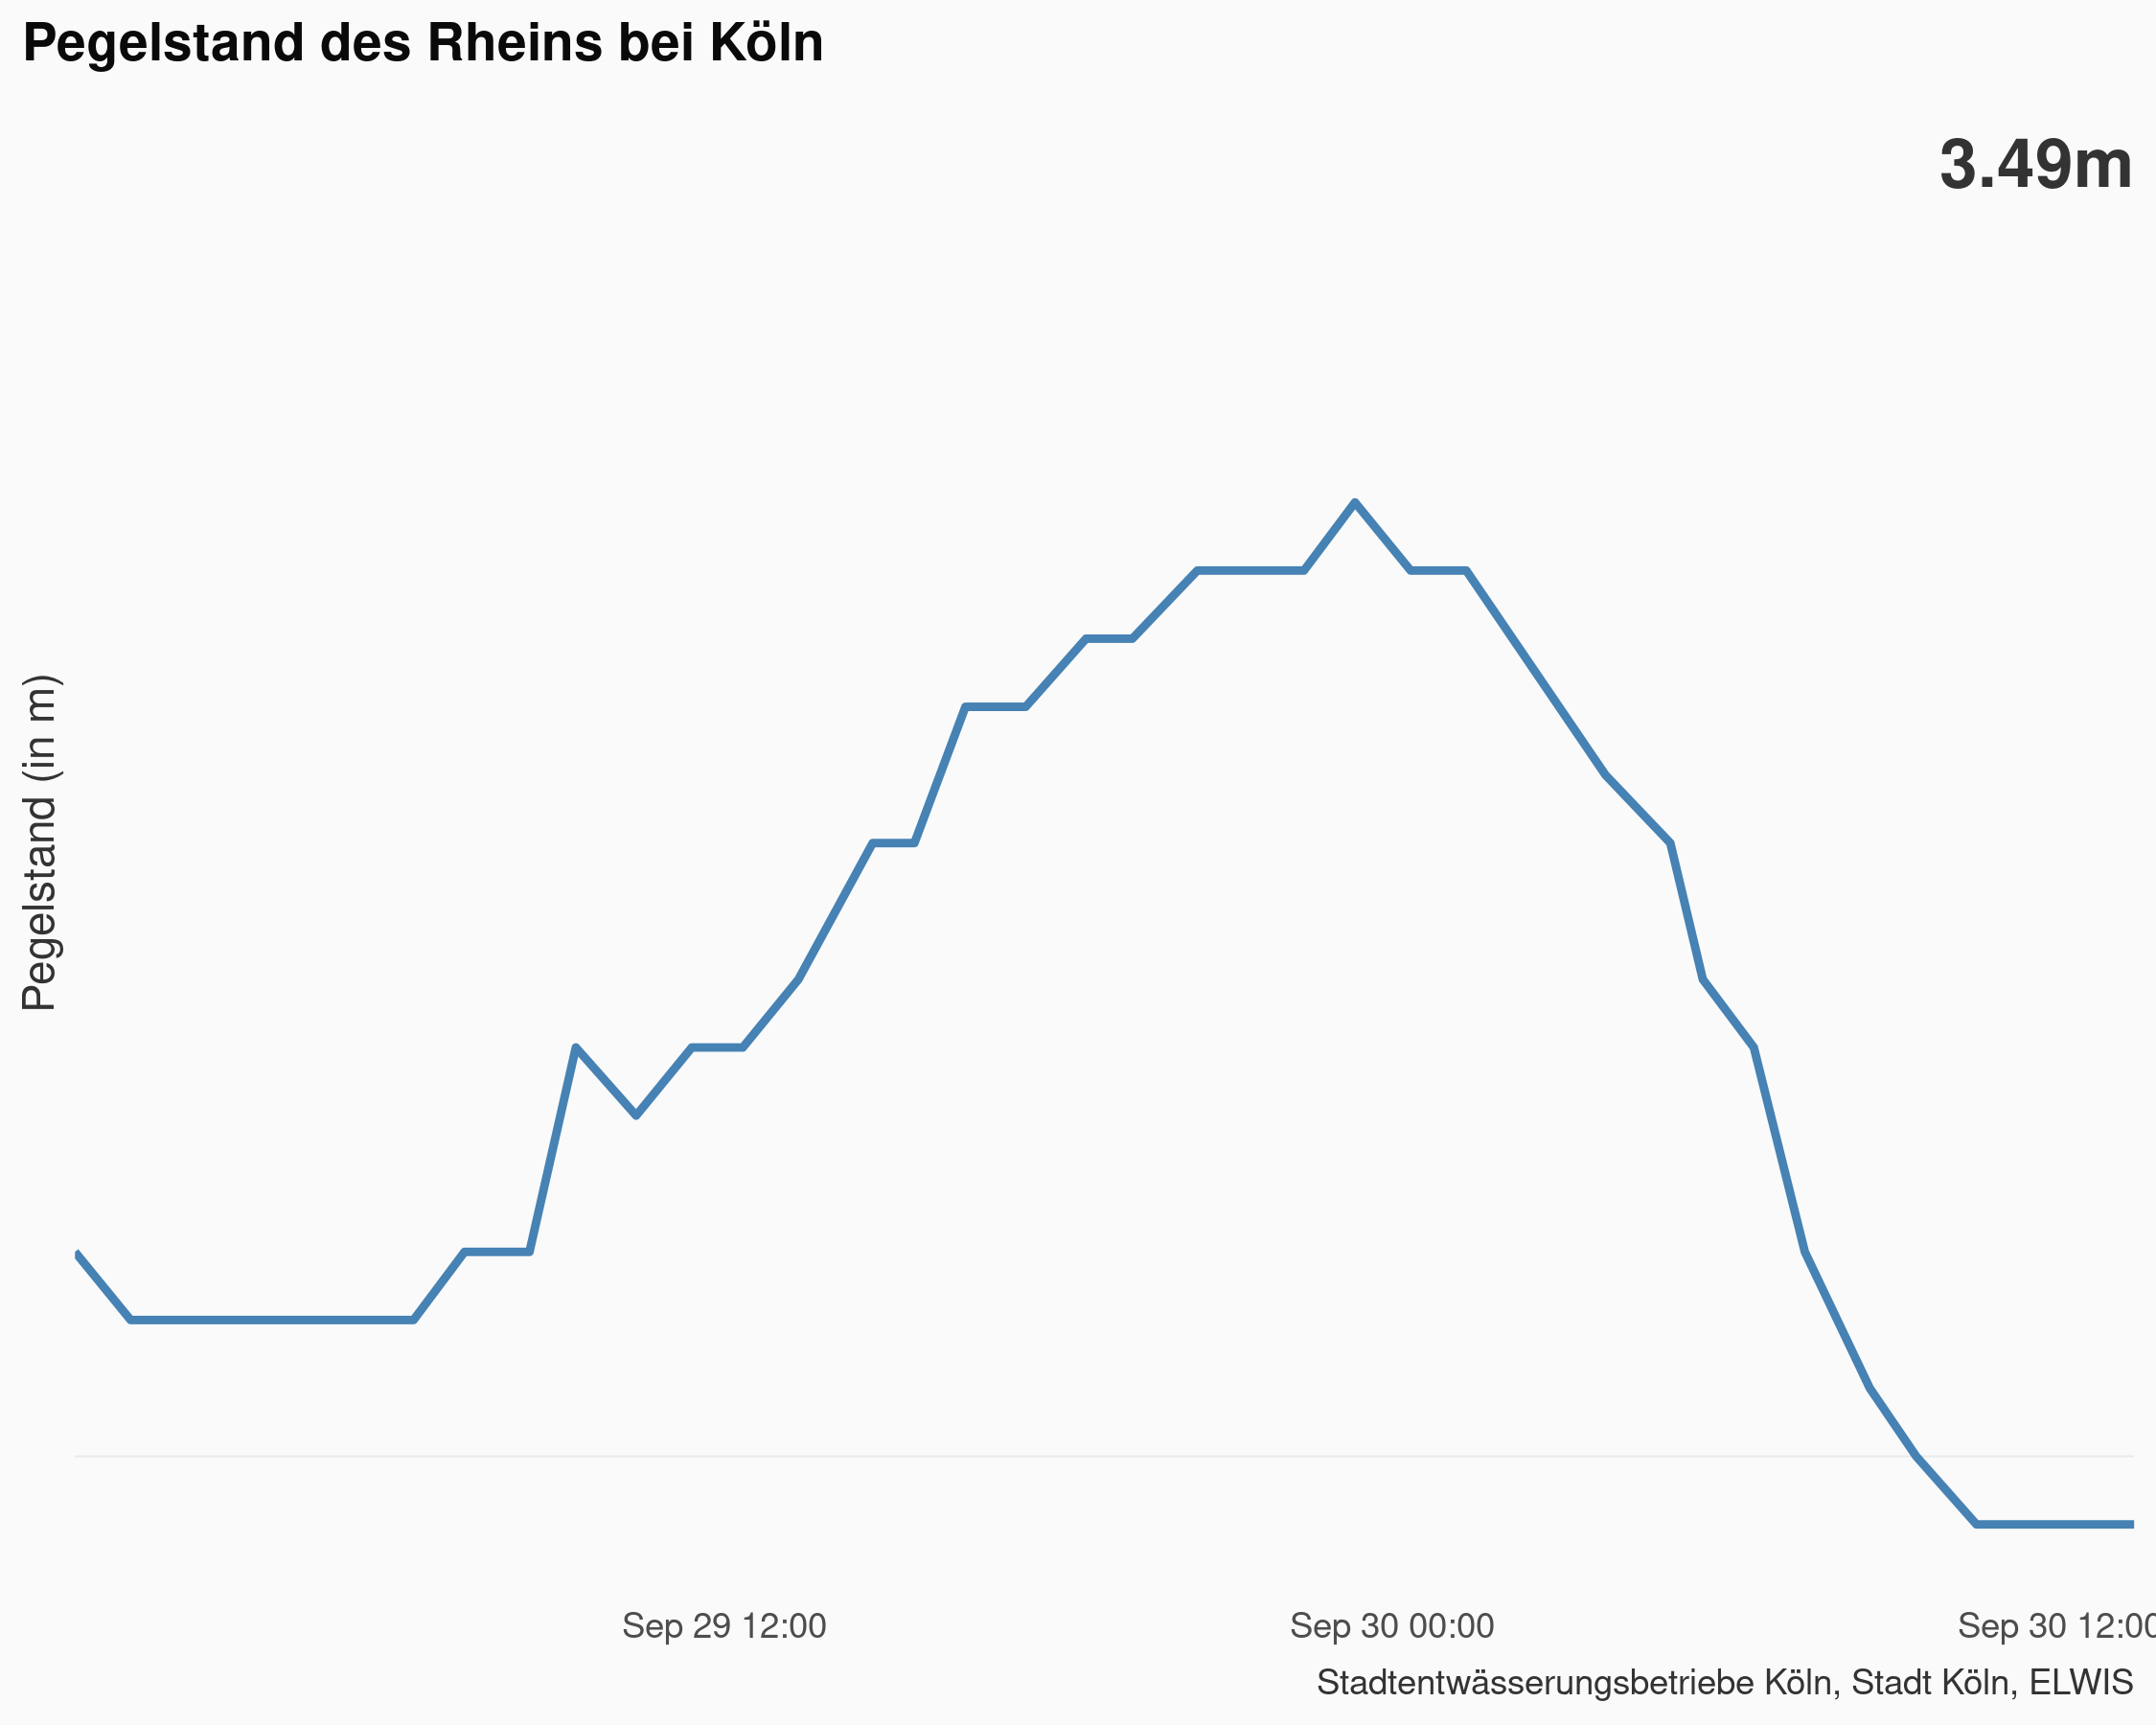 Pegelstand des Rheins bei Köln
3.49m
Pegelstand (in m)
Sep 29 12:00
Sep 30 00:00
Sep 30 12:00
Stadtentwässerungsbetriebe Köln, Stadt Köln, ELWIS